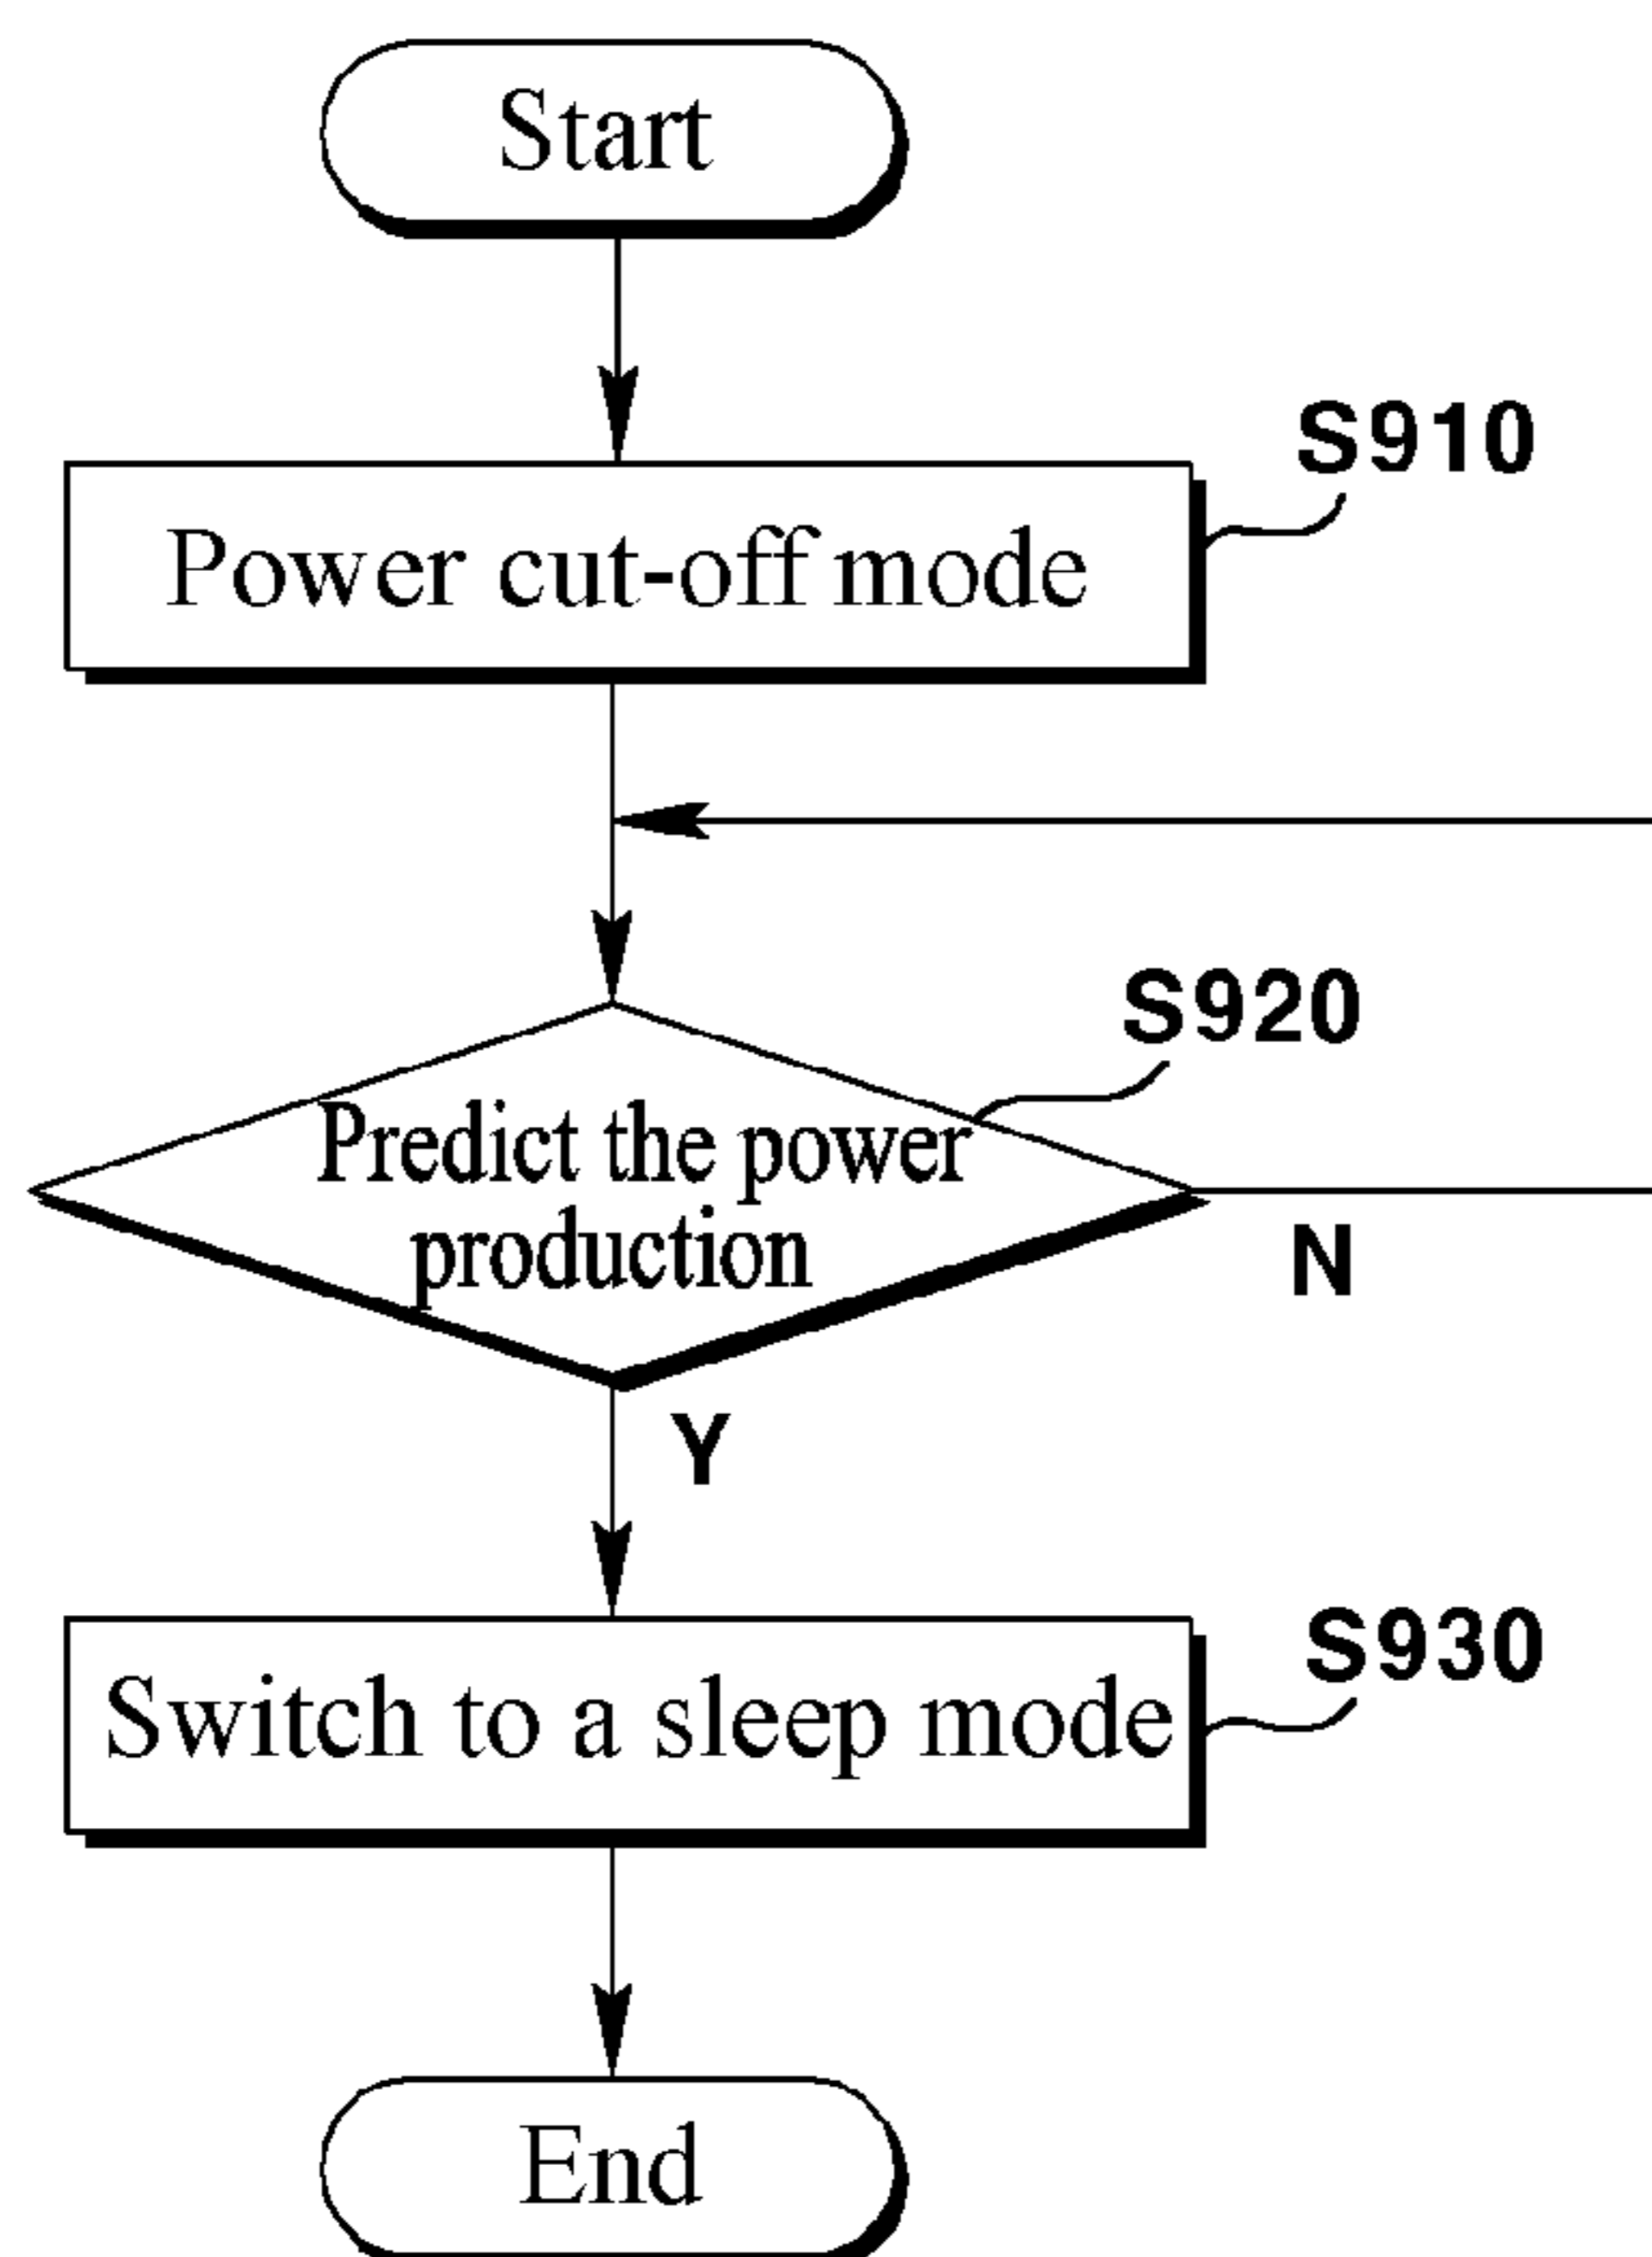 Start
S910
Power cut-off mode
S920
Predict the power
production
N
Y
S930
Switch to a sleep mode
End